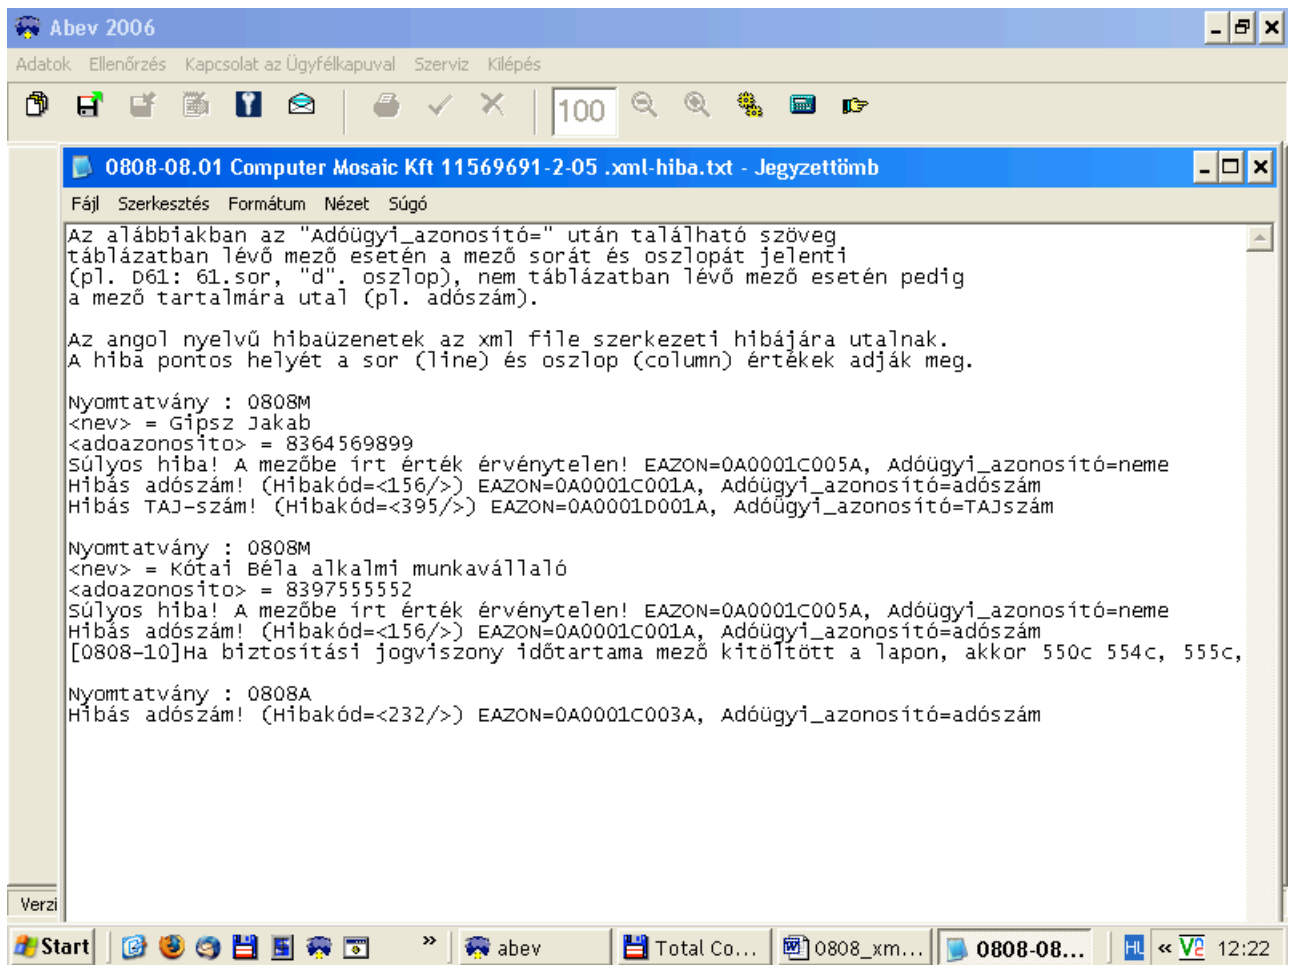 Abev 2006
Adatok Ellenőrzés Kapcsolat az Ügyfélkapuval Szerviz Kilépés
100
0808-08.01 Computer Mosaic Kft 11569691-2-05 .xml-hiba.txt - Jegyzettömb
Fájl Szerkesztés Formátum Nézet Súgó
Az alábbiakban az "Adóügyi_azonosító=" után található szöveg
táblázatban lévő mező esetén a mező sorát és oszlopát jelenti
(pl. D61: 61.sor, "d". oszlop), nem táblázatban lévő mező esetén pedig
a mező tartalmára utal (pl. adószám).
Az angol nyelvű hibaüzenetek az xml file szerkezeti hibájára utalnak.
A hiba pontos helyét a sor (line) és oszlop (column) értékek adják meg.
Nyomtatvány : 0808M
<nev> = Gipsz Jakab
<adoazonosito> = 8364569899
Súlyos hiba! A mezőbe írt érték érvénytelen! EAZON=0A0001C005A, Adóügyi_azonosító=neme
Hibás adószám! (Hibakód=<156/>) EAZON=0A0001C001A, Adóügyi_azonosító=adószám
Hibás TAJ-szám! (Hibakód=<395/>) EAZON=0A0001D001A, Adóügyi_azonosító=TAJszám
Nyomtatvány : 0808M
<nev> = Kótai Béla alkalmi munkavállaló
<adoazonosito> = 8397555552
Súlyos hiba! A mezőbe írt érték érvénytelen! EAZON=0A0001C005A, Adóügyi_azonosító=neme
Hibás adószám! (Hibakód=<156/>) EAZON=0A0001C001A, Adóügyi_azonosító=adószám
[0808-10]Ha biztosítási jogviszony időtartama mező kitöltött a lapon, akkor 550c 554c, 555c,
Nyomtatvány : 0808A
Hibás adószám! (Hibakód=<232/>) EAZON=0A0001C003A, Adóügyi_azonosító=adószám
Verzi
Start » abev Total Co... 0808_xm... 0808-08... HU « 12:22